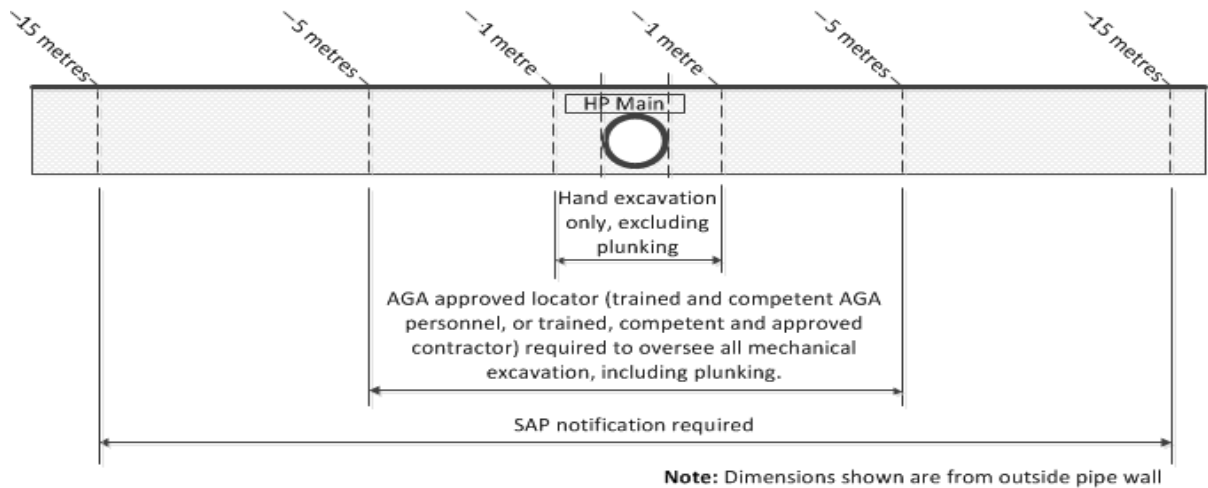 15 metres
5 metres
1 metre
1 metre
5 metres
15 metres
HP Main
Hand excavation
only, excluding
plunking
AGA approved locator (trained and competent AGA
personnel, or trained, competent and approved
contractor) required to oversee all mechanical
excavation, including plunking.
SAP notification required
Note: Dimensions shown are from outside pipe wall